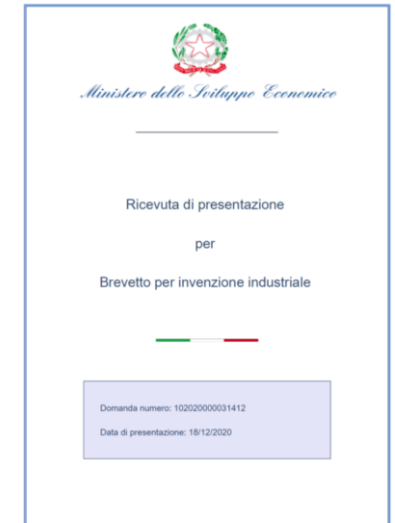 Ministero dello Sviluppo Economico
Ricevuta di presentazione
per
Brevetto per invenzione industriale
Domanda numero: 102020000031412
Data di presentazione: 18/12/2020